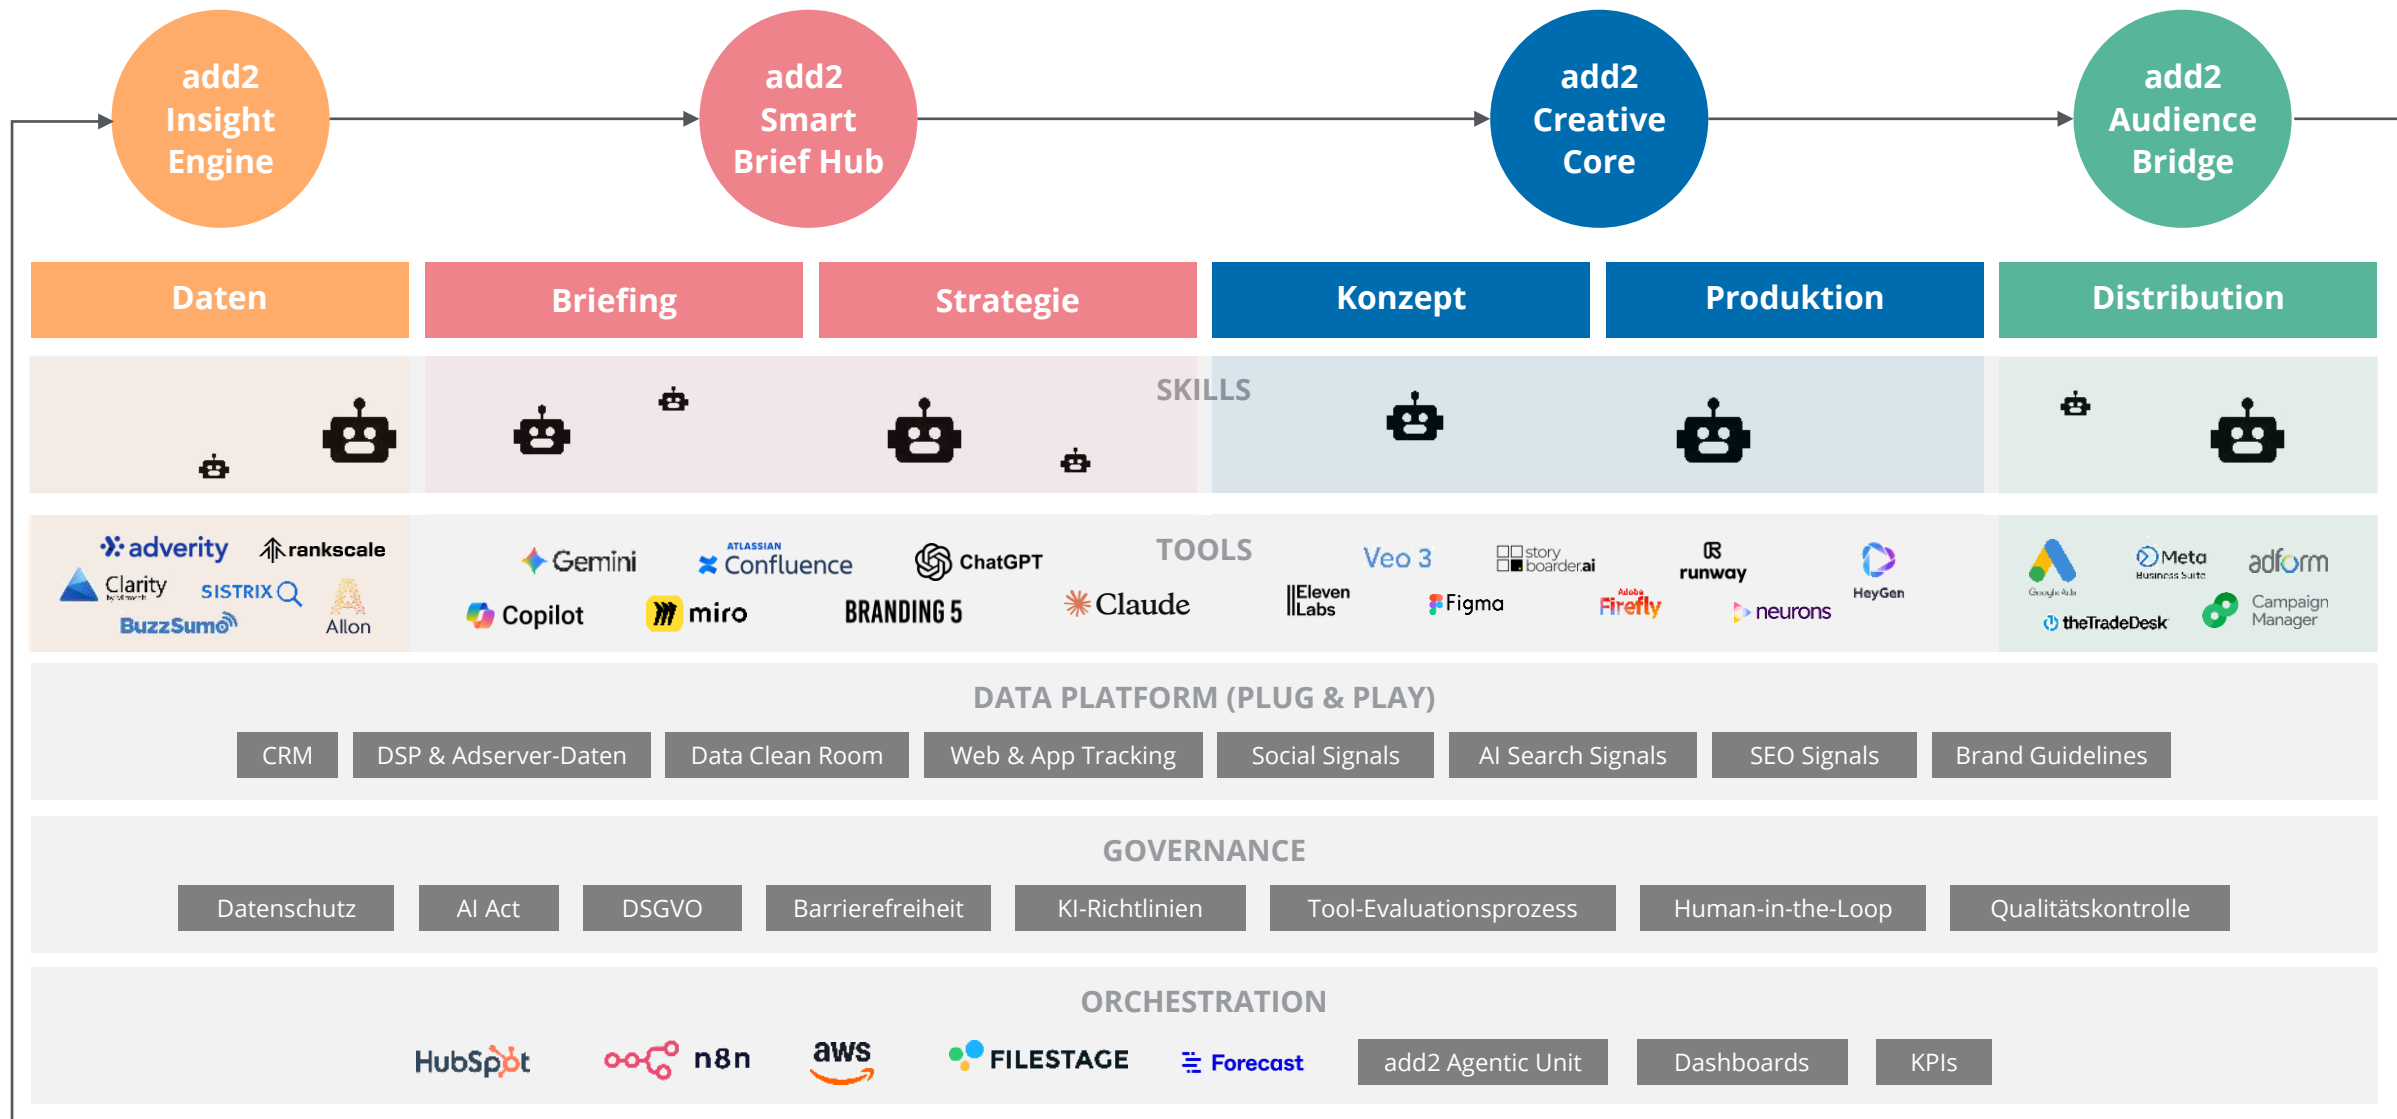 add2
Insight
Engine
add2
Smart
Brief Hub
add2
Creative
Core
add2
Audience
Bridge
Daten
Briefing
Strategie
Konzept
Produktion
Distribution
SKILLS
TOOLS
adverity
rankscale
Clarity
by Microsoft
SISTRIX
BuzzSumo
Allon
Gemini
ATLASSIAN
Confluence
ChatGPT
Copilot
miro
BRANDING 5
Claude
Veo 3
story
boarder.ai
runway
HeyGen
Eleven
Labs
Figma
Adobe
Firefly
neurons
Google Ads
Meta
Business Suite
adform
theTradeDesk
Campaign
Manager
DATA PLATFORM (PLUG & PLAY)
CRM
DSP & Adserver-Daten
Data Clean Room
Web & App Tracking
Social Signals
AI Search Signals
SEO Signals
Brand Guidelines
GOVERNANCE
Datenschutz
AI Act
DSGVO
Barrierefreiheit
KI-Richtlinien
Tool-Evaluationsprozess
Human-in-the-Loop
Qualitätskontrolle
ORCHESTRATION
HubSpot
n8n
aws
FILESTAGE
Forecast
add2 Agentic Unit
Dashboards
KPIs